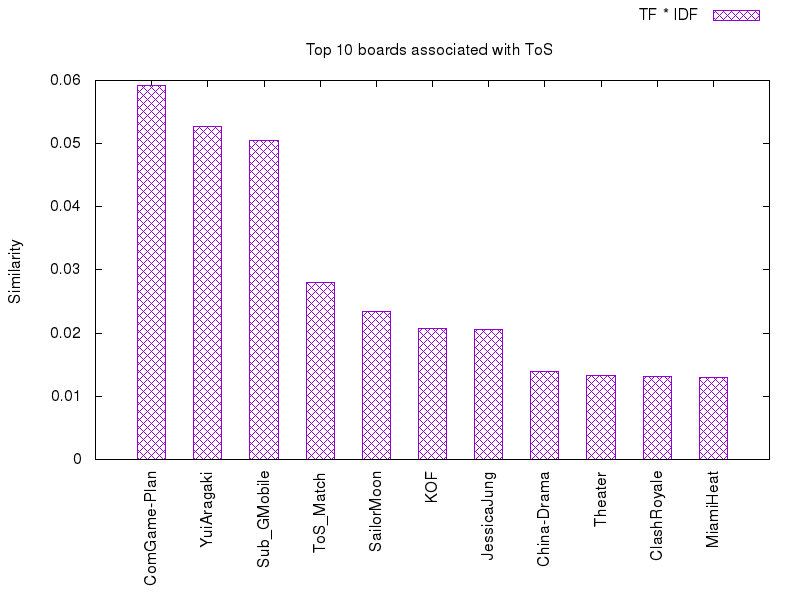 TF * IDF
Top 10 boards associated with ToS
Similarity
0.06
0.05
0.04
0.03
0.02
0.01
0
ComGame-Plan
YuiAragaki
Sub_GMobile
ToS_Match
SailorMoon
KOF
JessicaJung
China-Drama
Theater
ClashRoyale
MiamiHeat